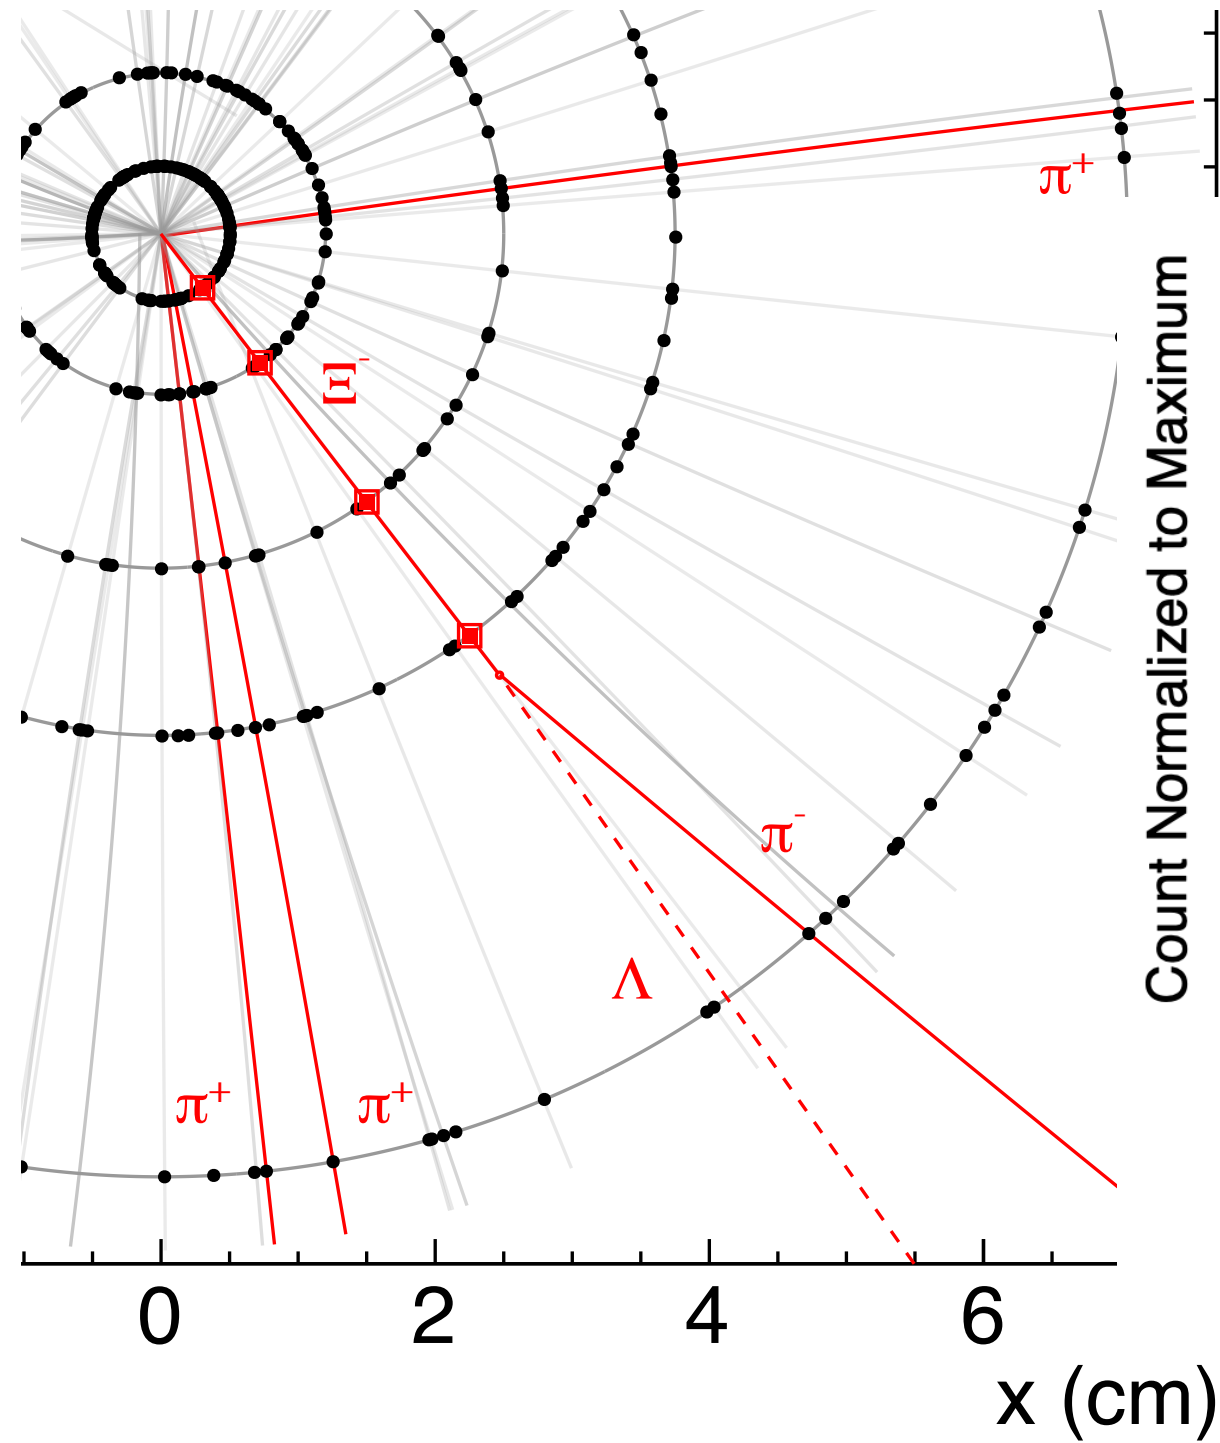 π⁺
Ξ⁻
Count Normalized to Maximum
π⁻
Λ
π⁺ π⁺
0 2 4 6
x (cm)